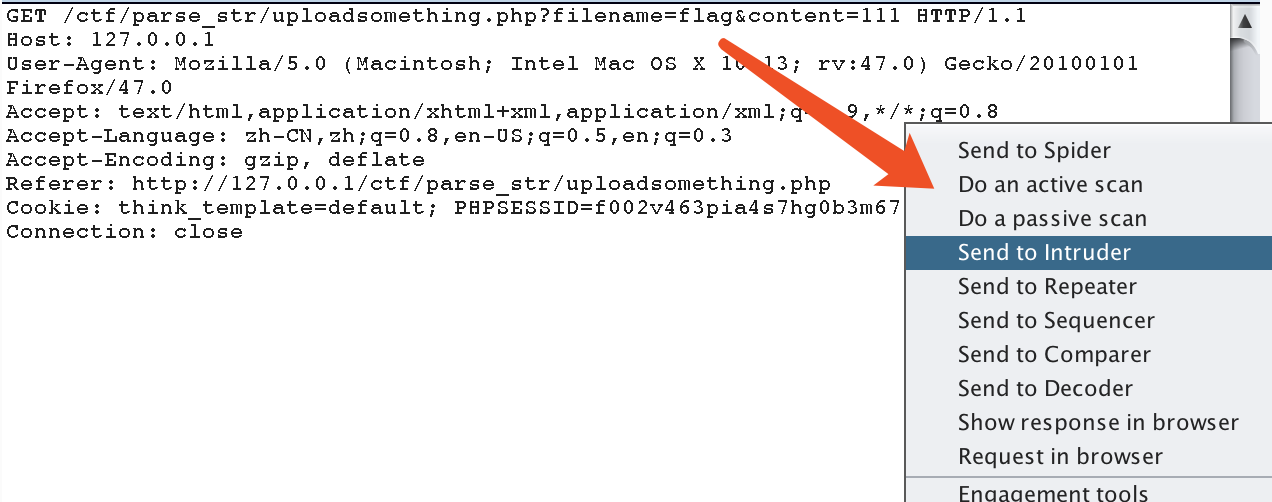 GET /ctf/parse_str/uploadsomething.php?filename=flag&content=111 HTTP/1.1
Host: 127.0.0.1
User-Agent: Mozilla/5.0 (Macintosh; Intel Mac OS X 10.13; rv:47.0) Gecko/20100101
Firefox/47.0
Accept: text/html,application/xhtml+xml,application/xml;q=0.9,*/*;q=0.8
Accept-Language: zh-CN,zh;q=0.8,en-US;q=0.5,en;q=0.3
Accept-Encoding: gzip, deflate
Referer: http://127.0.0.1/ctf/parse_str/uploadsomething.php
Cookie: think_template=default; PHPSESSID=f002v463pia4s7hg0b3m67
Connection: close
Send to Spider
Do an active scan
Do a passive scan
Send to Intruder
Send to Repeater
Send to Sequencer
Send to Comparer
Send to Decoder
Show response in browser
Request in browser
Engagement tools